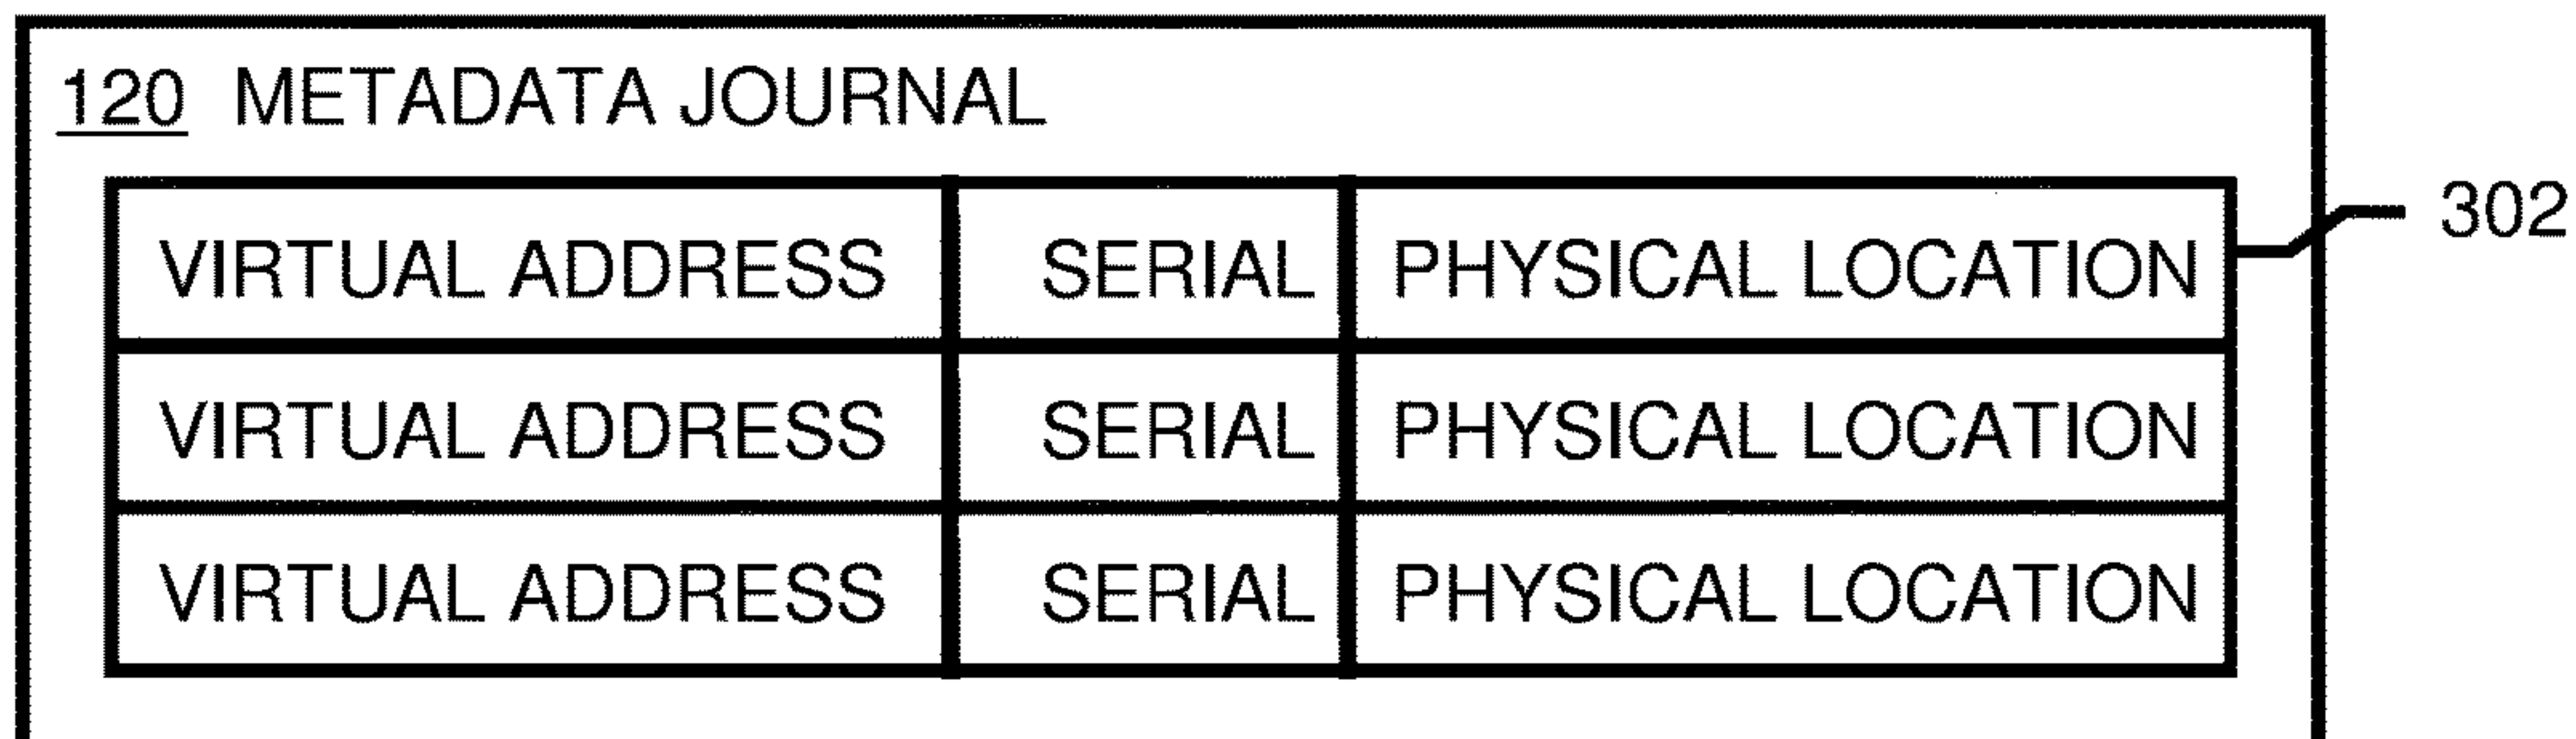 120 METADATA JOURNAL
VIRTUAL ADDRESS SERIAL PHYSICAL LOCATION 302
VIRTUAL ADDRESS SERIAL PHYSICAL LOCATION
VIRTUAL ADDRESS SERIAL PHYSICAL LOCATION